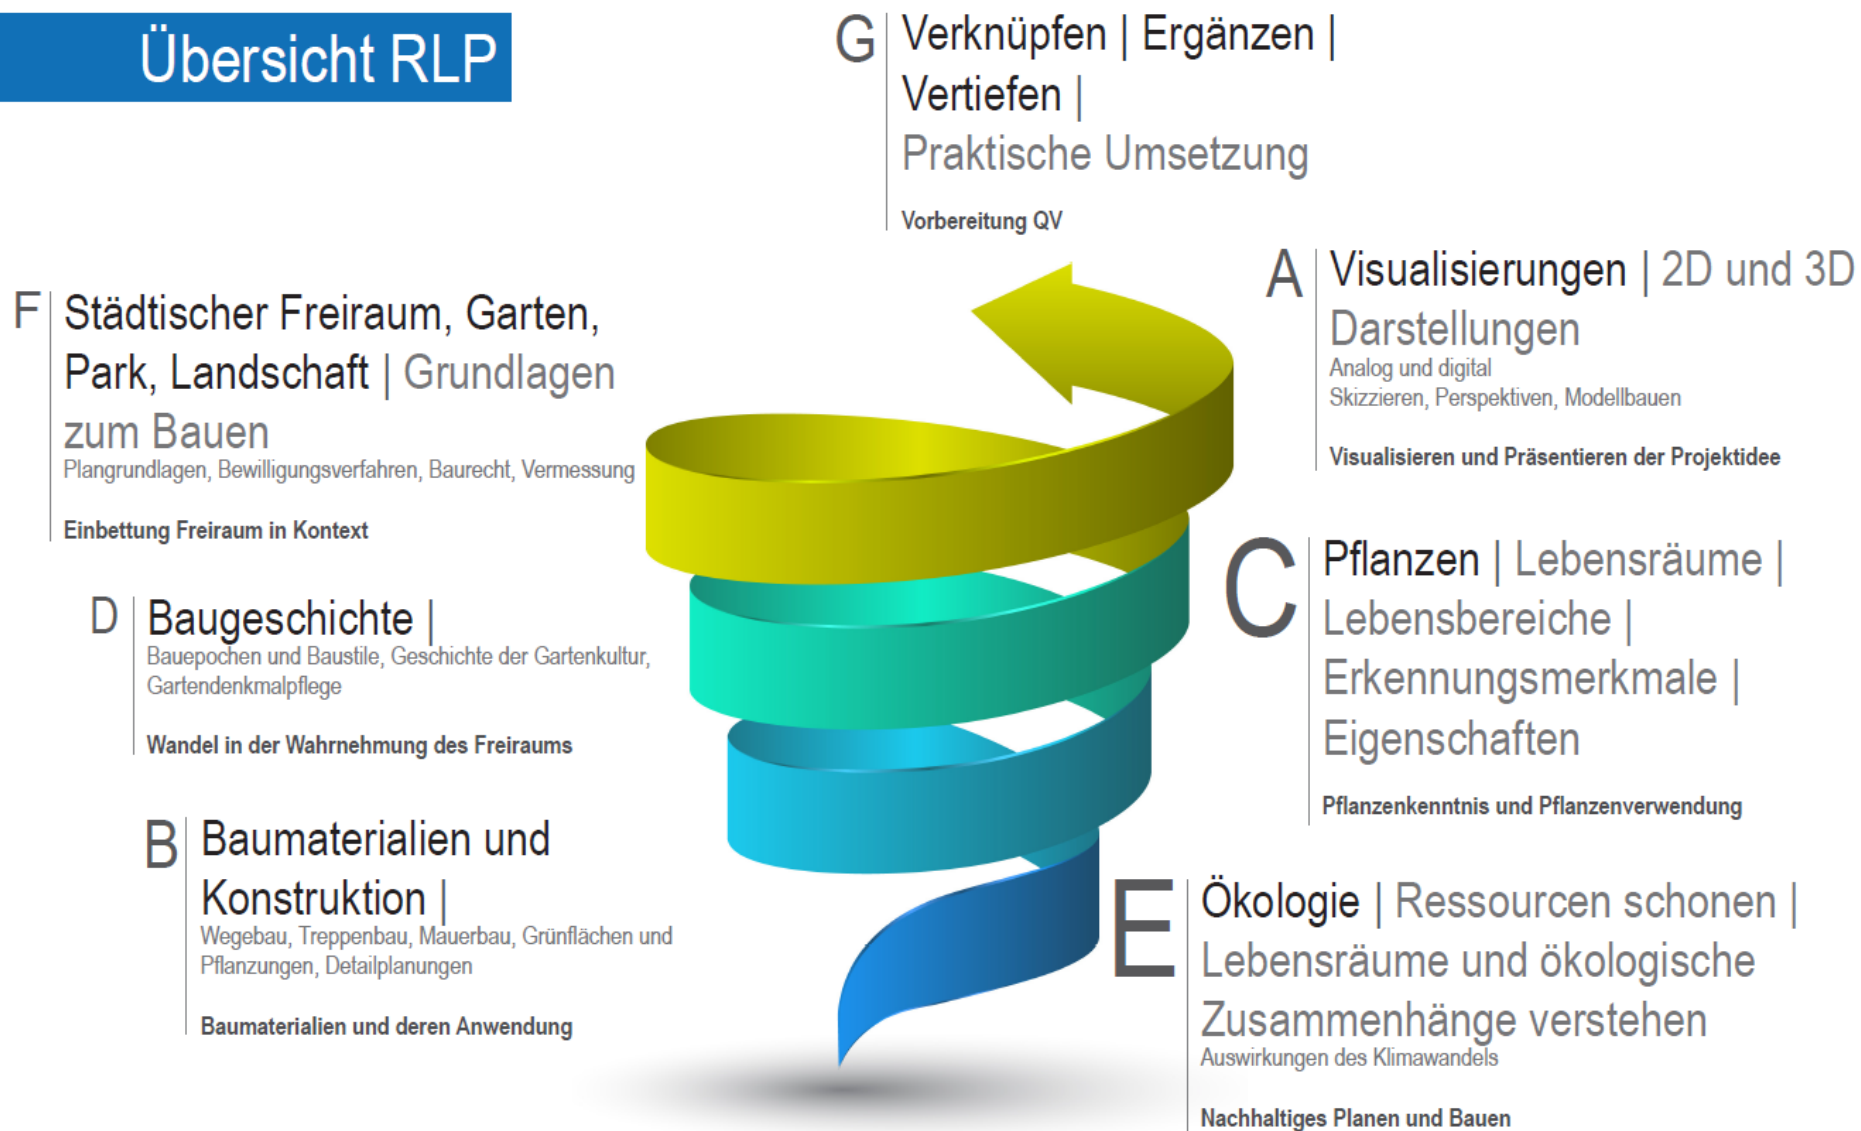 Übersicht RLP
G
Verknüpfen | Ergänzen |
Vertiefen |
Praktische Umsetzung
Vorbereitung QV
A
Visualisierungen | 2D und 3D
Darstellungen
Analog und digital
Skizzieren, Perspektiven, Modellbauen
Visualisieren und Präsentieren der Projektidee
F
Städtischer Freiraum, Garten,
Park, Landschaft | Grundlagen
zum Bauen
Plangrundlagen, Bewilligungsverfahren, Baurecht, Vermessung
Einbettung Freiraum in Kontext
C
Pflanzen | Lebensräume |
Lebensbereiche |
Erkennungsmerkmale |
Eigenschaften
Pflanzenkenntnis und Pflanzenverwendung
D
Baugeschichte |
Bauepochen und Baustile, Geschichte der Gartenkultur,
Gartendenkmalpflege
Wandel in der Wahrnehmung des Freiraums
B
Baumaterialien und
Konstruktion |
Wegebau, Treppenbau, Mauerbau, Grünflächen und
Pflanzungen, Detailplanungen
Baumaterialien und deren Anwendung
E
Ökologie | Ressourcen schonen |
Lebensräume und ökologische
Zusammenhänge verstehen
Auswirkungen des Klimawandels
Nachhaltiges Planen und Bauen